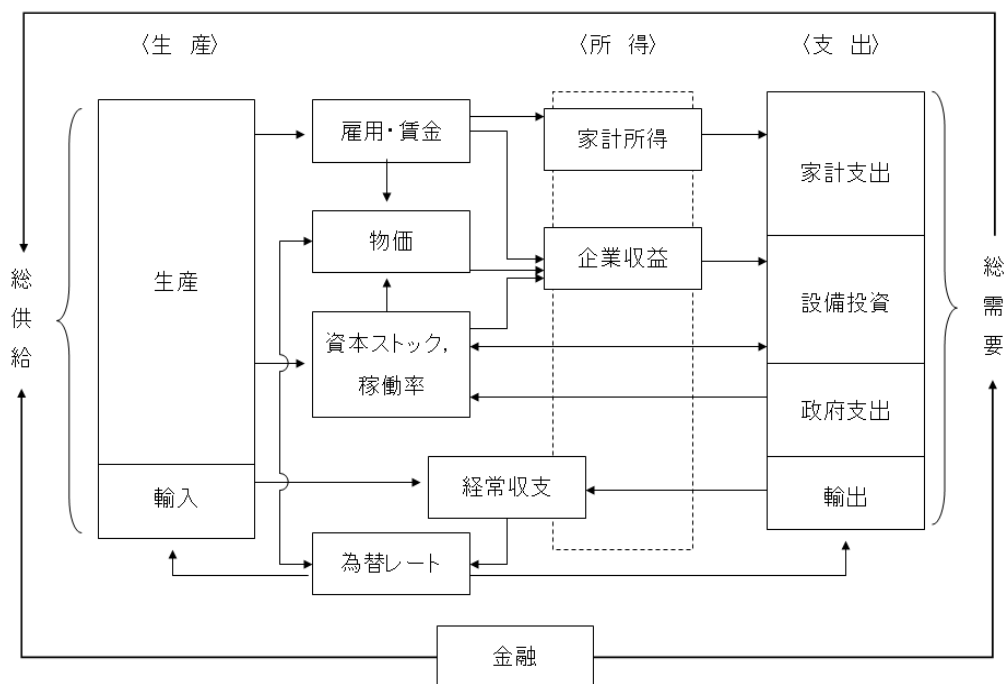 〈生 産〉
〈所 得〉
〈支 出〉
雇用・賃金
家計所得
家計支出
物価
企業収益
生産
設備投資
総供給
総需要
資本ストック,
稼働率
政府支出
輸入
経常収支
輸出
為替レート
金融